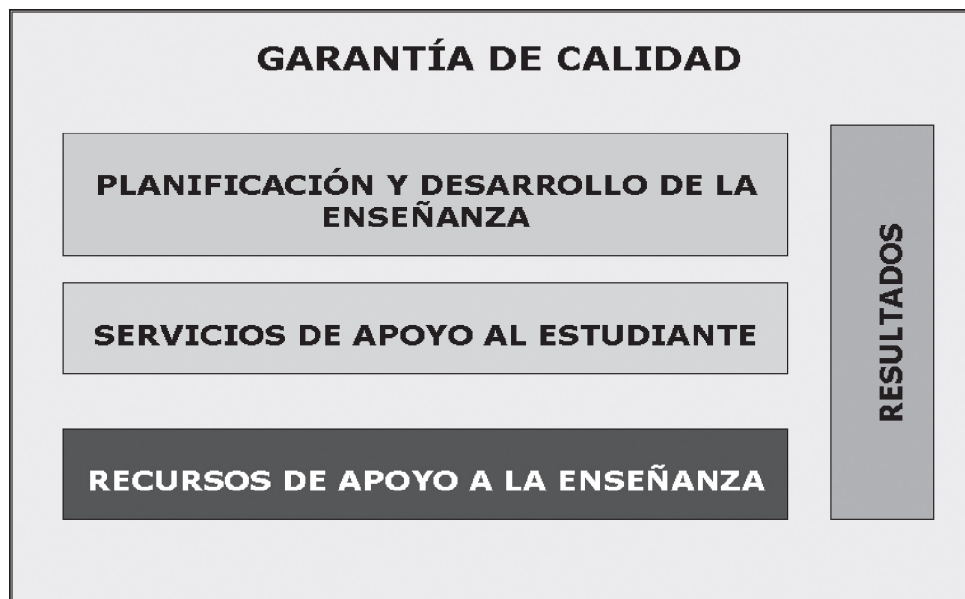 GARANTÍA DE CALIDAD
PLANIFICACIÓN Y DESARROLLO DE LA
ENSEÑANZA
SERVICIOS DE APOYO AL ESTUDIANTE
RECURSOS DE APOYO A LA ENSEÑANZA
RESULTADOS